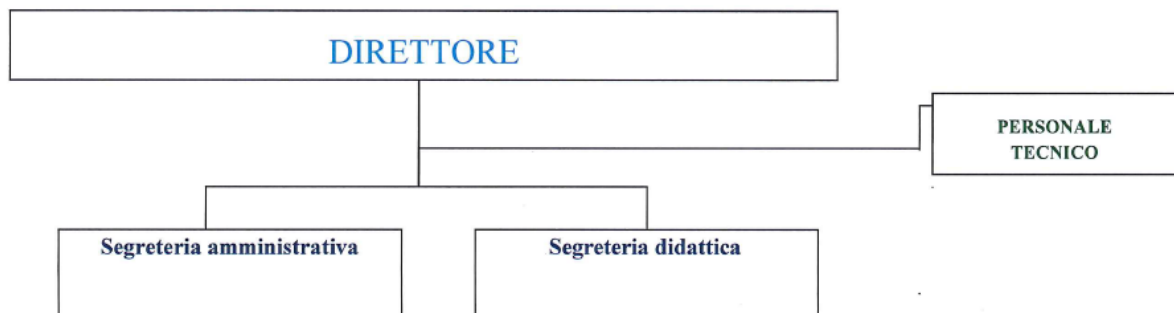 DIRETTORE
PERSONALE
TECNICO
Segreteria amministrativa
Segreteria didattica